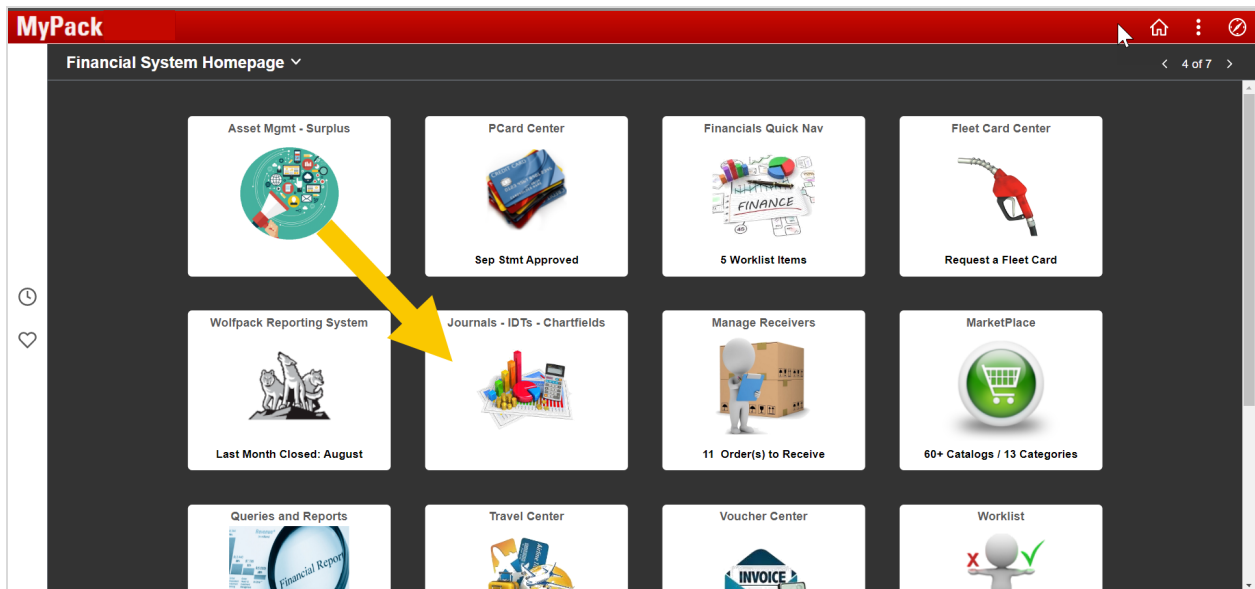 MyPack
Financial System Homepage
4 of 7
Asset Mgmt - Surplus
PCard Center
CREDIT CARD
Sep Stmt Approved
Financials Quick Nav
FINANCE
5 Worklist Items
Fleet Card Center
Request a Fleet Card
Wolfpack Reporting System
Last Month Closed: August
Journals - IDTs - Chartfields
Manage Receivers
11 Order(s) to Receive
MarketPlace
60+ Catalogs / 13 Categories
Queries and Reports
Financial Report
Travel Center
Voucher Center
INVOICE
Worklist